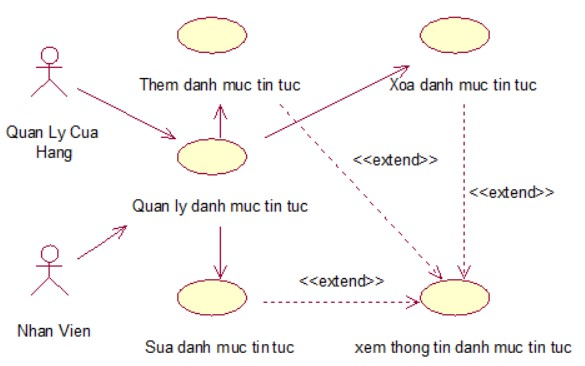 Them danh muc tin tuc
Xoa danh muc tin tuc
Quan Ly Cua
Hang
<<extend>>
<<extend>>
Quan ly danh muc tin tuc
<<extend>>
Nhan Vien
Sua danh muc tin tuc
xem thong tin danh muc tin tuc